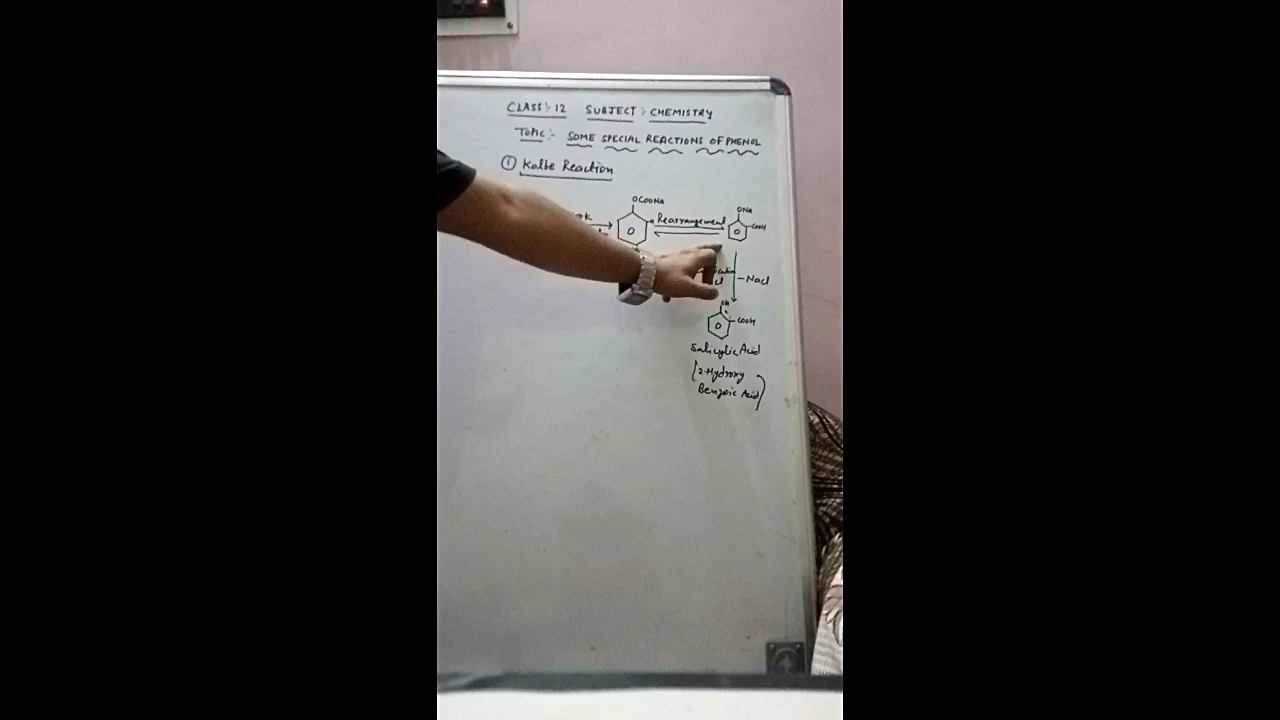 CLASS:- 12 SUBJECT:- CHEMISTRY
TOPIC:- SOME SPECIAL REACTIONS OF PHENOL
① Kolbe Reaction
OCOONa
Rearrangement
ONa
COOH
-Nacl
OH
COOH
Salicylic Acid
(2-Hydroxy
Benzoic Acid)